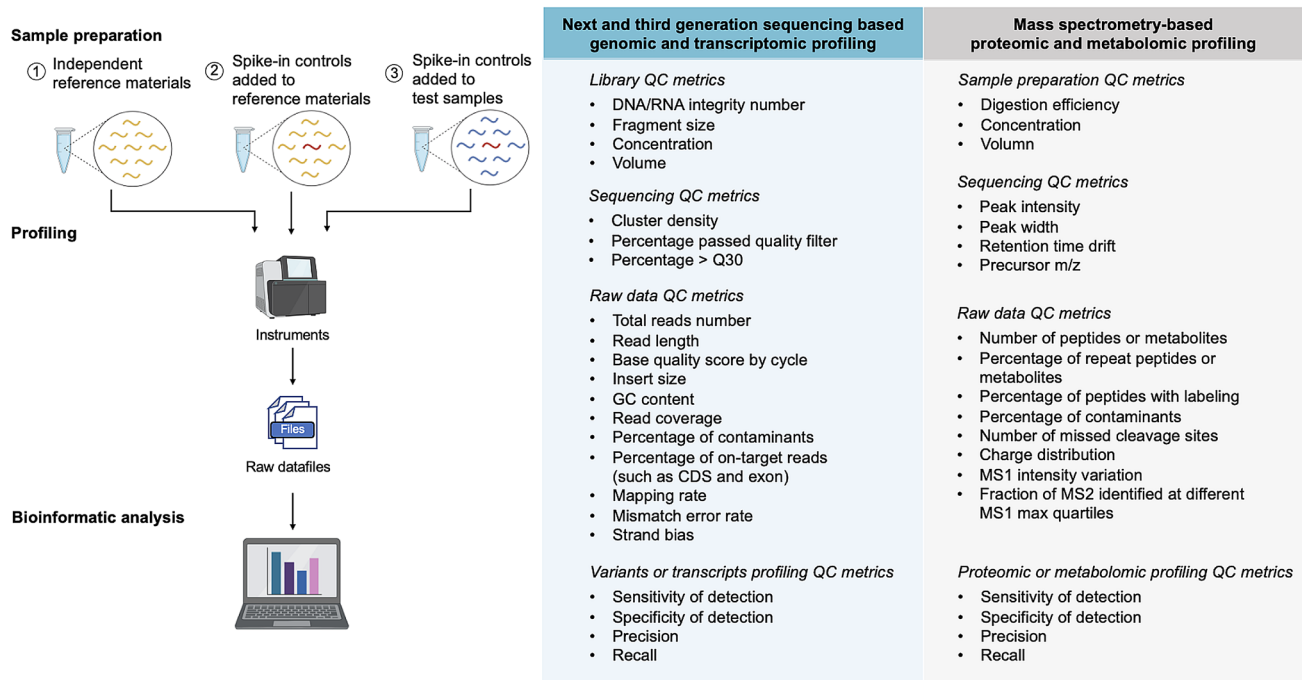 Sample preparation
1 Independent
reference materials
2 Spike-in controls
added to
reference materials
3 Spike-in controls
added to
test samples
Profiling
Instruments
Files
Raw datafiles
Bioinformatic analysis
Next and third generation sequencing based
genomic and transcriptomic profiling
Library QC metrics
• DNA/RNA integrity number
• Fragment size
• Concentration
• Volume
Sequencing QC metrics
• Cluster density
• Percentage passed quality filter
• Percentage > Q30
Raw data QC metrics
• Total reads number
• Read length
• Base quality score by cycle
• Insert size
• GC content
• Read coverage
• Percentage of contaminants
• Percentage of on-target reads
(such as CDS and exon)
• Mapping rate
• Mismatch error rate
• Strand bias
Variants or transcripts profiling QC metrics
• Sensitivity of detection
• Specificity of detection
• Precision
• Recall
Mass spectrometry-based
proteomic and metabolomic profiling
Sample preparation QC metrics
• Digestion efficiency
• Concentration
• Volumn
Sequencing QC metrics
• Peak intensity
• Peak width
• Retention time drift
• Precursor m/z
Raw data QC metrics
• Number of peptides or metabolites
• Percentage of repeat peptides or
metabolites
• Percentage of peptides with labeling
• Percentage of contaminants
• Number of missed cleavage sites
• Charge distribution
• MS1 intensity variation
• Fraction of MS2 identified at different
MS1 max quartiles
Proteomic or metabolomic profiling QC metrics
• Sensitivity of detection
• Specificity of detection
• Precision
• Recall